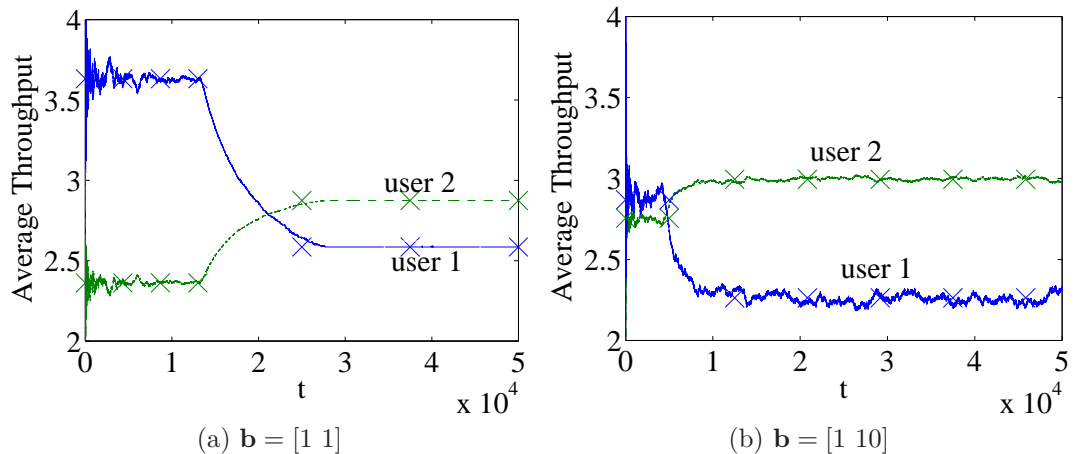 4
3.5
3
2.5
2
Average Throughput
user 2
user 1
0
1
2
3
4
5
t
x 10^4
(a) b = [1 1]
4
3.5
3
2.5
2
Average Throughput
user 2
user 1
0
1
2
3
4
5
t
x 10^4
(b) b = [1 10]